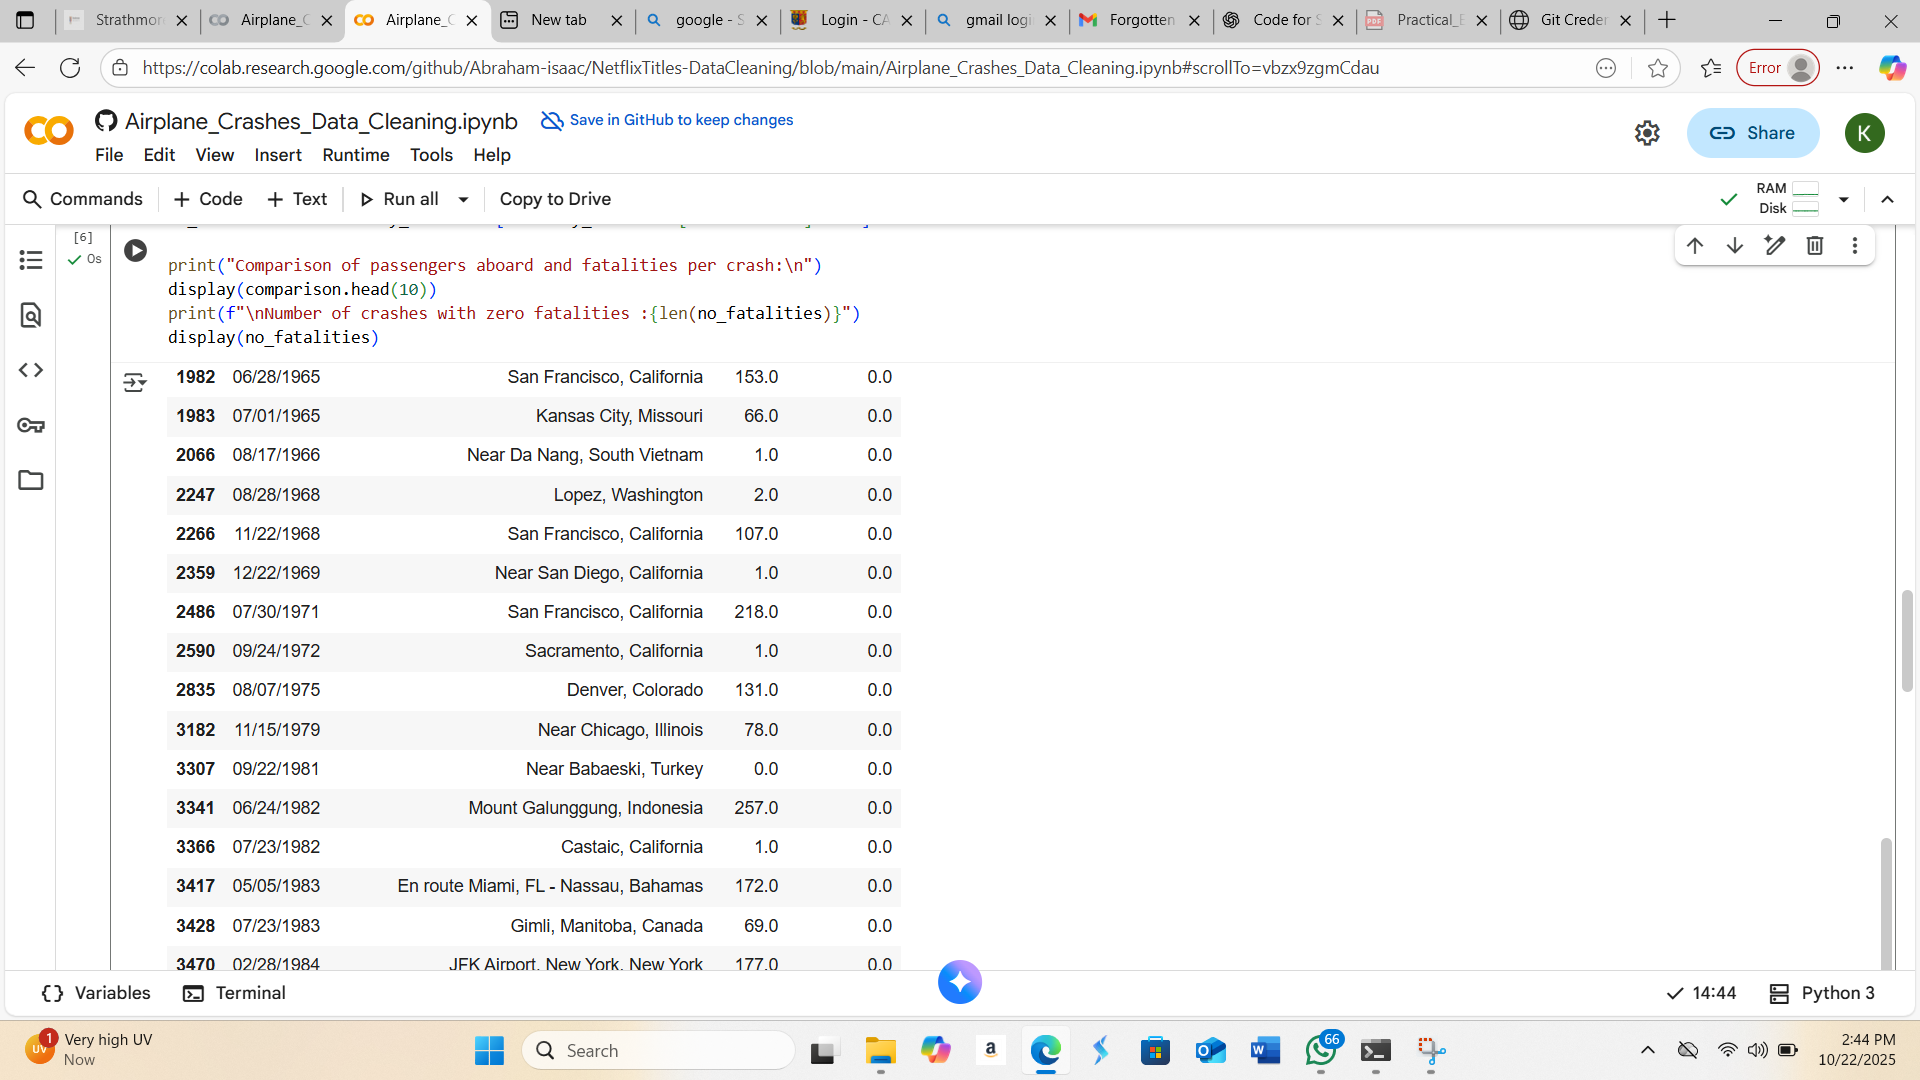 Strathmor
Airplane_C
Airplane_C
New tab
google - S
Login - CA
gmail logi
Forgotten
Code for S
Practical_E
Git Creder
https://colab.research.google.com/github/Abraham-isaac/NetflixTitles-DataCleaning/blob/main/Airplane_Crashes_Data_Cleaning.ipynb#scrollTo=vbzx9zgmCdau
Error
Airplane_Crashes_Data_Cleaning.ipynb
Save in GitHub to keep changes
File Edit View Insert Runtime Tools Help
Share
K
Commands + Code + Text Run all Copy to Drive
RAM
Disk
[6]
0s
print("Comparison of passengers aboard and fatalities per crash:\n")
display(comparison.head(10))
print(f"\nNumber of crashes with zero fatalities :{len(no_fatalities)}")
display(no_fatalities)
1982 06/28/1965 San Francisco, California 153.0 0.0
1983 07/01/1965 Kansas City, Missouri 66.0 0.0
2066 08/17/1966 Near Da Nang, South Vietnam 1.0 0.0
2247 08/28/1968 Lopez, Washington 2.0 0.0
2266 11/22/1968 San Francisco, California 107.0 0.0
2359 12/22/1969 Near San Diego, California 1.0 0.0
2486 07/30/1971 San Francisco, California 218.0 0.0
2590 09/24/1972 Sacramento, California 1.0 0.0
2835 08/07/1975 Denver, Colorado 131.0 0.0
3182 11/15/1979 Near Chicago, Illinois 78.0 0.0
3307 09/22/1981 Near Babaeski, Turkey 0.0 0.0
3341 06/24/1982 Mount Galunggung, Indonesia 257.0 0.0
3366 07/23/1982 Castaic, California 1.0 0.0
3417 05/05/1983 En route Miami, FL - Nassau, Bahamas 172.0 0.0
3428 07/23/1983 Gimli, Manitoba, Canada 69.0 0.0
3470 02/28/1984 JFK Airport, New York, New York 177.0 0.0
Variables
Terminal
14:44
Python 3
UV
1
Very high UV
Now
Search
66
2:44 PM
10/22/2025